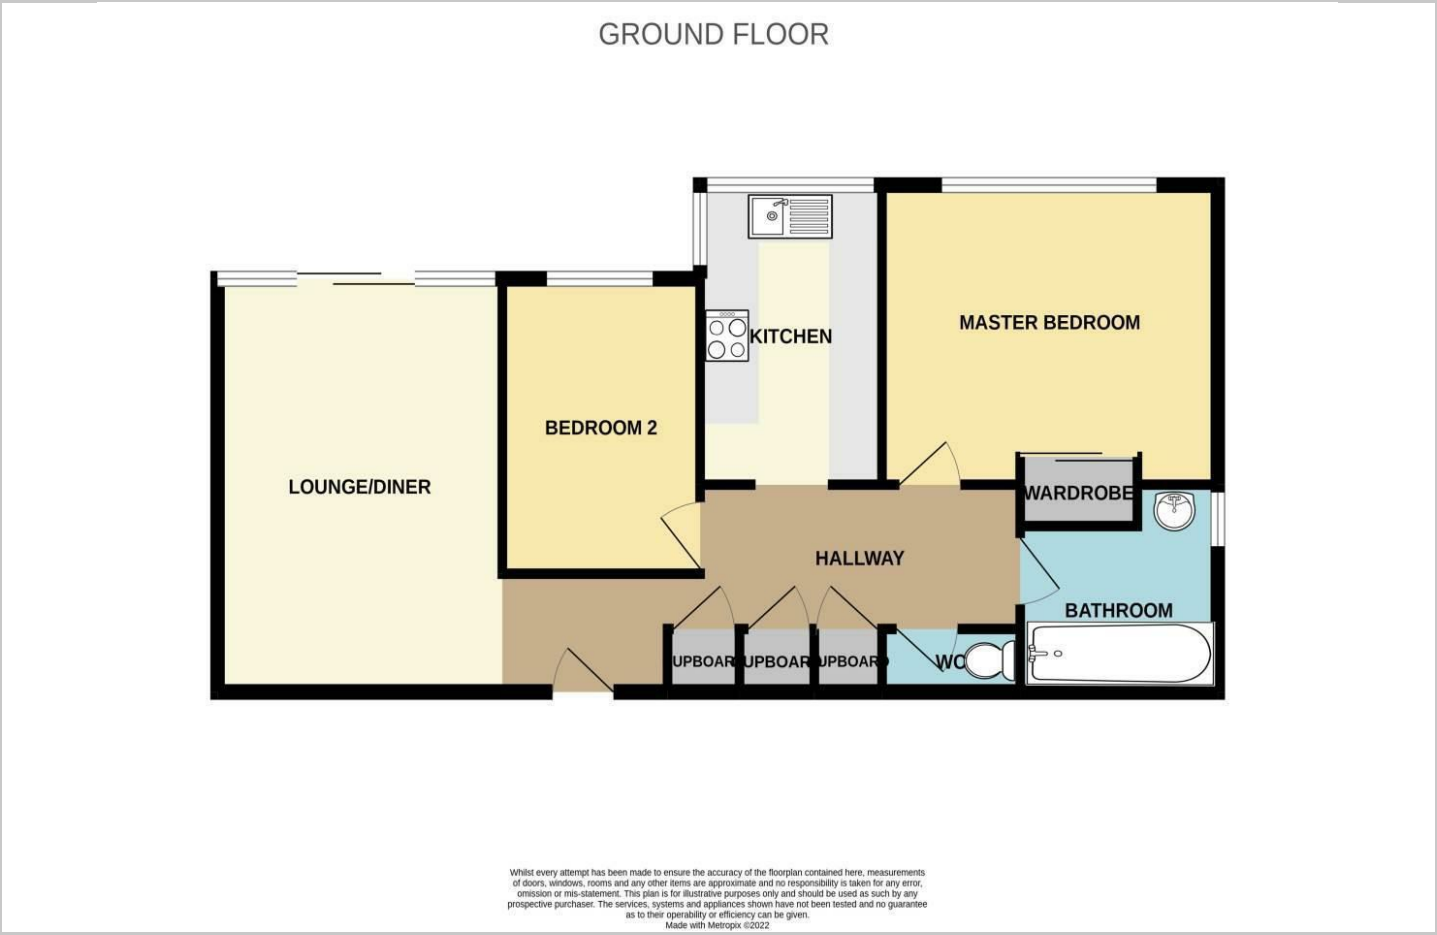 GROUND FLOOR
KITCHEN
MASTER BEDROOM
BEDROOM 2
LOUNGE/DINER
WARDROBE
HALLWAY
BATHROOM
UPBOAR
UPBOAR
UPBOARD
WC
Whilst every attempt has been made to ensure the accuracy of the floorplan contained here, measurements
of doors, windows, rooms and any other items are approximate and no responsibility is taken for any error,
omission or mis-statement. This plan is for illustrative purposes only and should be used as such by any
prospective purchaser. The services, systems and appliances shown have not been tested and no guarantee
as to their operability or efficiency can be given.
Made with Metropix ©2022